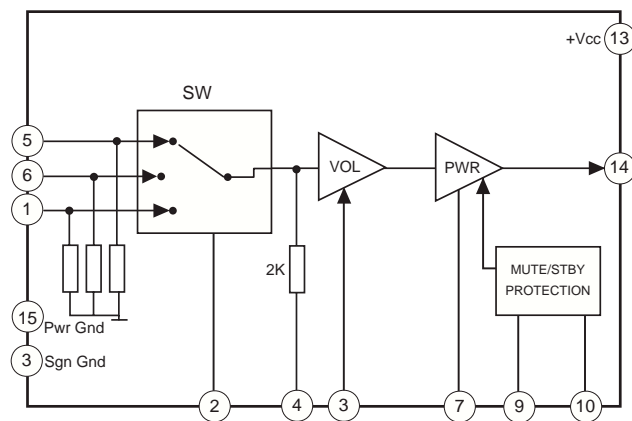 13
+Vcc
SW
5
6
1
VOL
PWR
14
2K
MUTE/STBY
PROTECTION
15
Pwr Gnd
3
Sgn Gnd
2
4
3
7
9
10